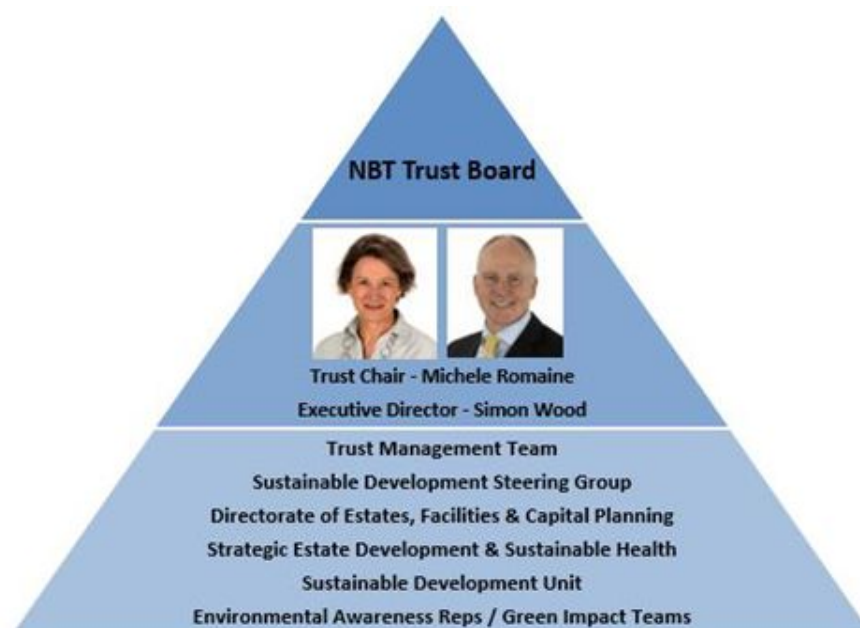 NBT Trust Board
Trust Chair - Michele Romaine
Executive Director - Simon Wood
Trust Management Team
Sustainable Development Steering Group
Directorate of Estates, Facilities & Capital Planning
Strategic Estate Development & Sustainable Health
Sustainable Development Unit
Environmental Awareness Reps / Green Impact Teams